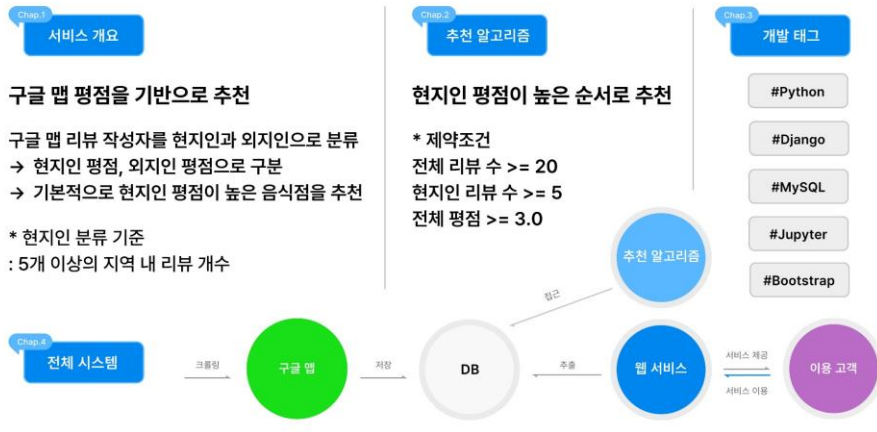 Chap.1
서비스 개요
구글 맵 평점을 기반으로 추천
구글 맵 리뷰 작성자를 현지인과 외지인으로 분류
→ 현지인 평점, 외지인 평점으로 구분
→ 기본적으로 현지인 평점이 높은 음식점을 추천
* 현지인 분류 기준
: 5개 이상의 지역 내 리뷰 개수
Chap.2
추천 알고리즘
현지인 평점이 높은 순서로 추천
* 제약조건
전체 리뷰 수 >= 20
현지인 리뷰 수 >= 5
전체 평점 >= 3.0
Chap.3
개발 태그
#Python
#Django
#MySQL
#Jupyter
#Bootstrap
Chap.4
전체 시스템
크롤링
구글 맵
저장
DB
접근
추천 알고리즘
추출
웹 서비스
서비스 제공
서비스 이용
이용 고객